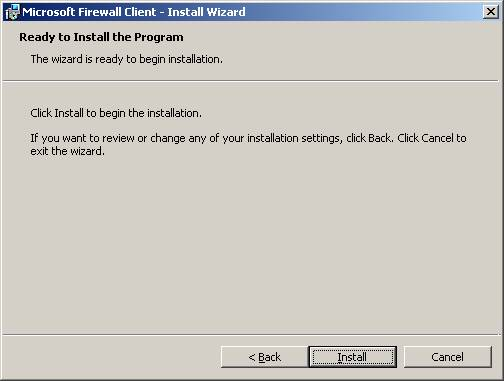 Microsoft Firewall Client - Install Wizard
Ready to Install the Program
The wizard is ready to begin installation.
Click Install to begin the installation.
If you want to review or change any of your installation settings, click Back. Click Cancel to
exit the wizard.
< Back
Install
Cancel